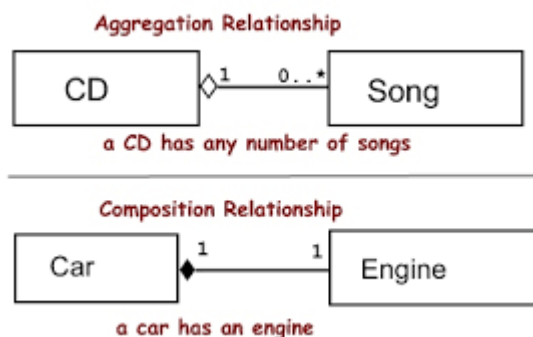 Aggregation Relationship
CD
1
0..*
Song
a CD has any number of songs
Composition Relationship
Car
1
1
Engine
a car has an engine